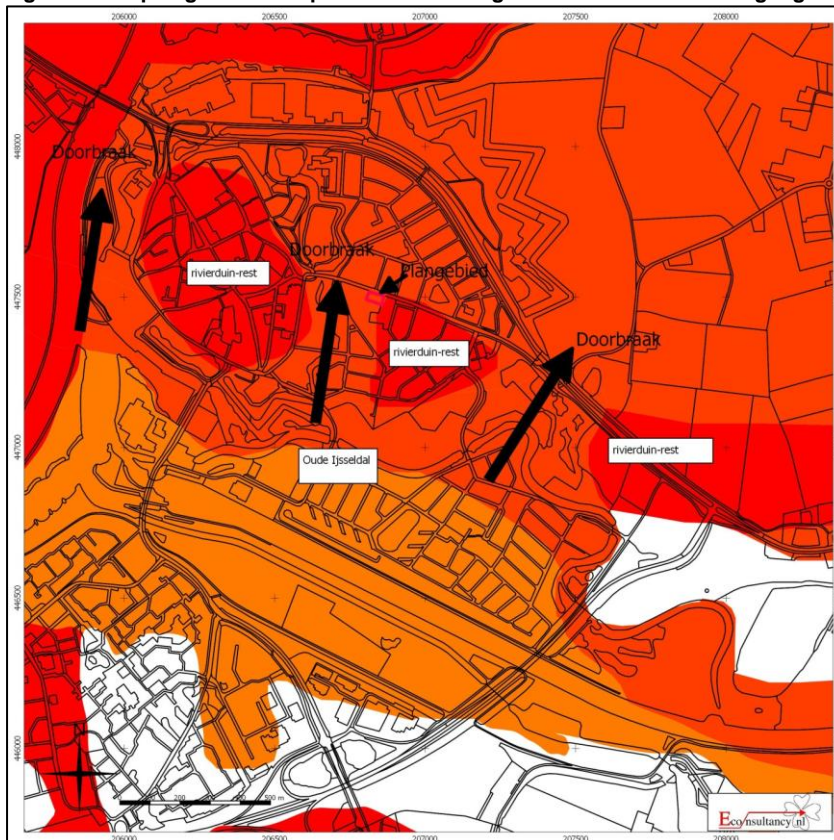 206000 206500 207000 207500 208000
448000
Doorbraak
rivierduin-rest
Doorbraak
Plangebied
447500
Doorbraak
rivierduin-rest
447000
Oude Ijsseldal
rivierduin-rest
446500
446000
500 m
Econsultancy.nl
206000 206500 207000 207500 208000